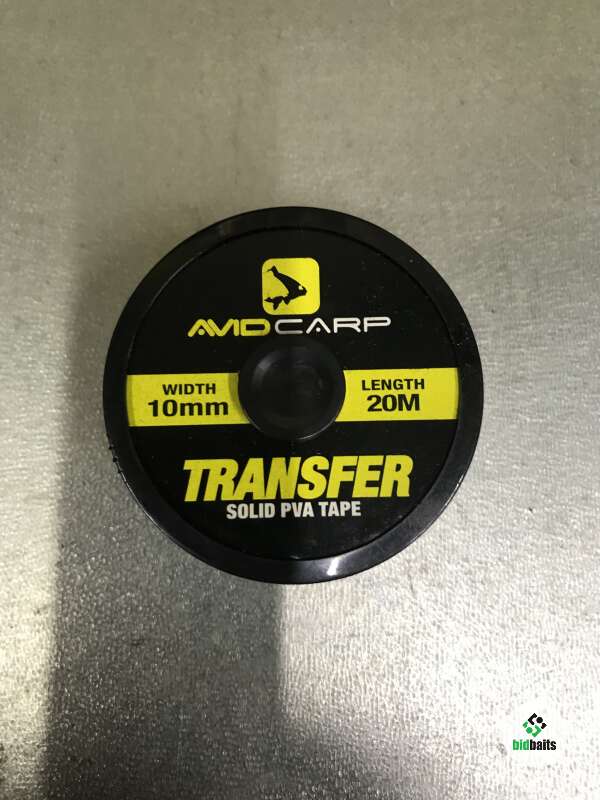 AVIDCARP
WIDTH
10mm
LENGTH
20M
TRANSFER
SOLID PVA TAPE
bidbaits